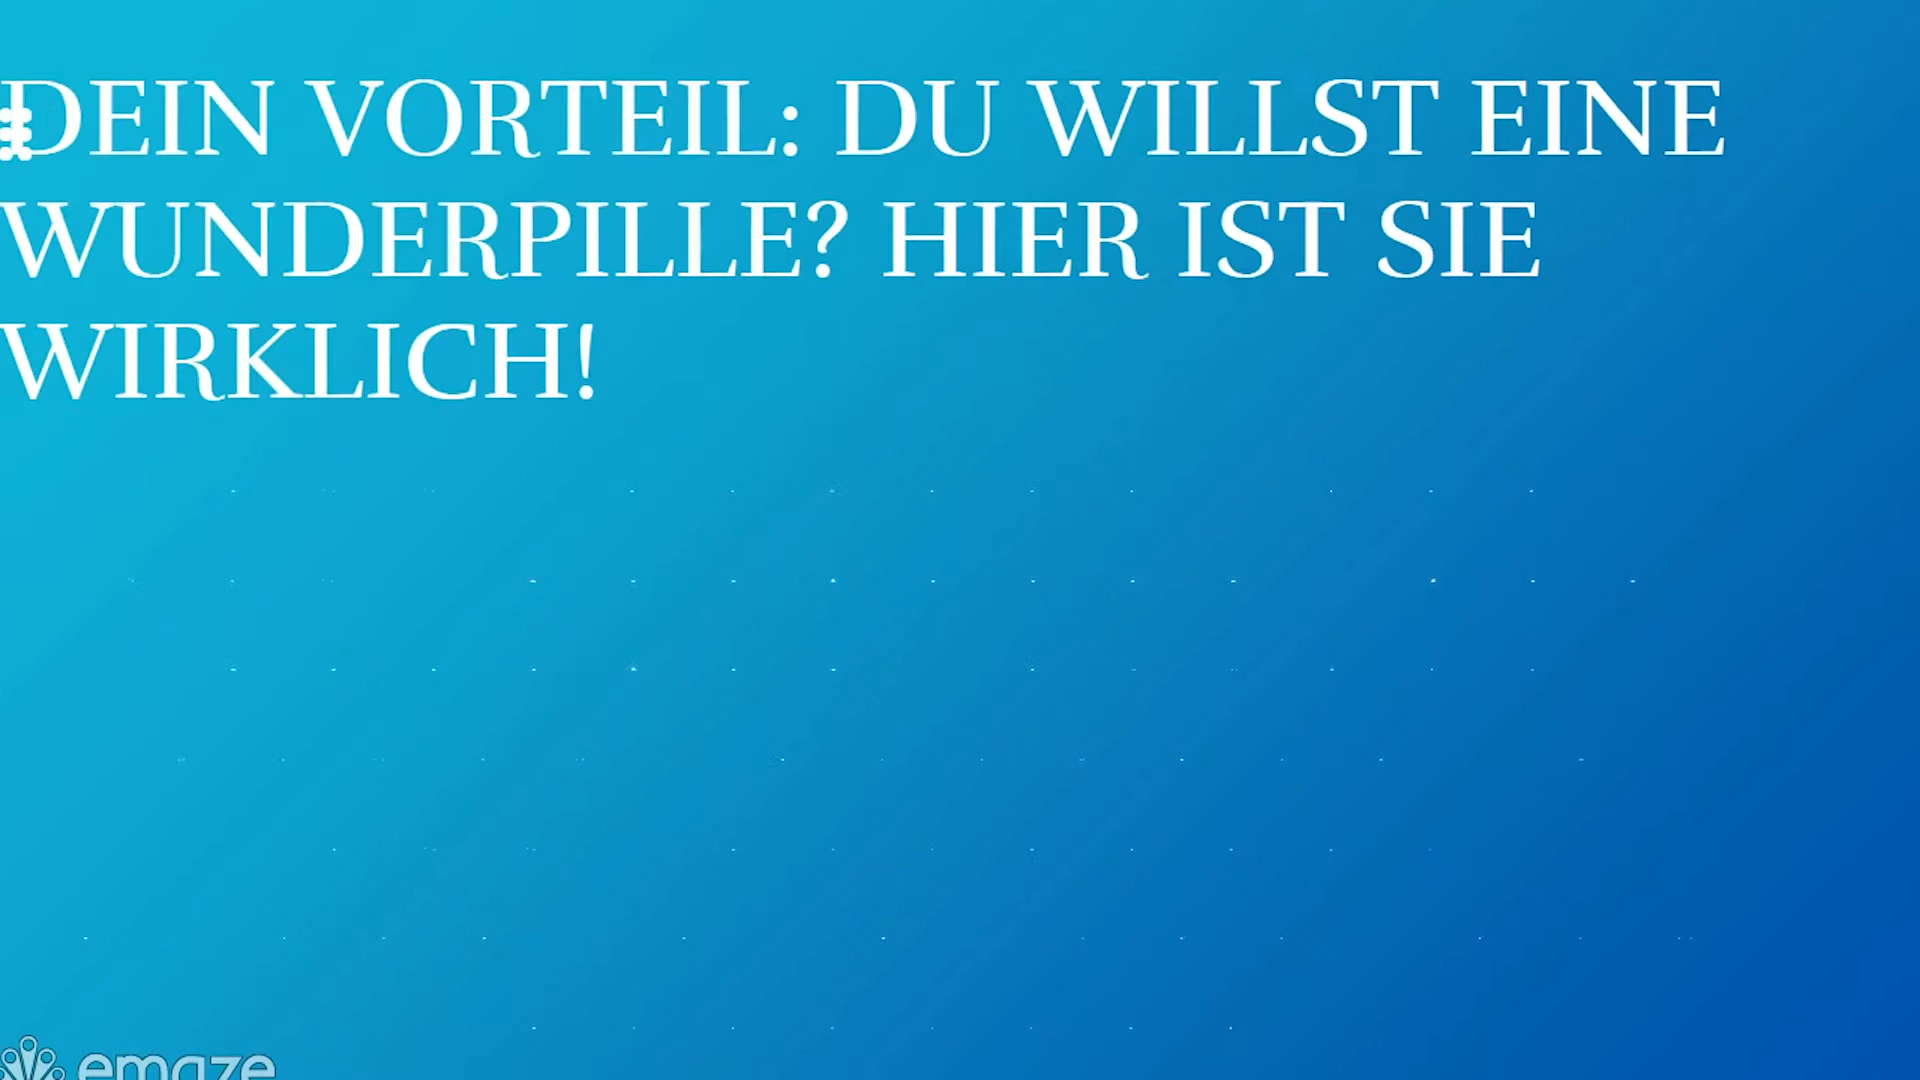 DEIN VORTEIL: DU WILLST EINE
WUNDERPILLE? HIER IST SIE
WIRKLICH!
emaze